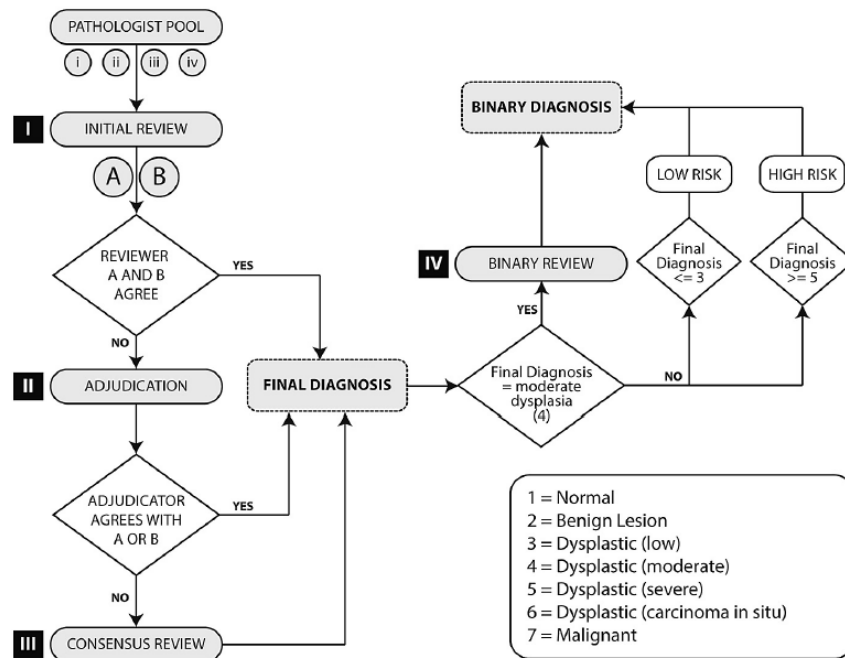 PATHOLOGIST POOL
i ii iii iv
I
INITIAL REVIEW
A B
REVIEWER
A AND B
AGREE
YES
NO
II
ADJUDICATION
ADJUDICATOR
AGREES WITH
A OR B
YES
NO
III
CONSENSUS REVIEW
FINAL DIAGNOSIS
BINARY DIAGNOSIS
IV
BINARY REVIEW
YES
Final Diagnosis
= moderate
dysplasia
(4)
NO
LOW RISK
Final
Diagnosis
<= 3
HIGH RISK
Final
Diagnosis
>= 5
1 = Normal
2 = Benign Lesion
3 = Dysplastic (low)
4 = Dysplastic (moderate)
5 = Dysplastic (severe)
6 = Dysplastic (carcinoma in situ)
7 = Malignant